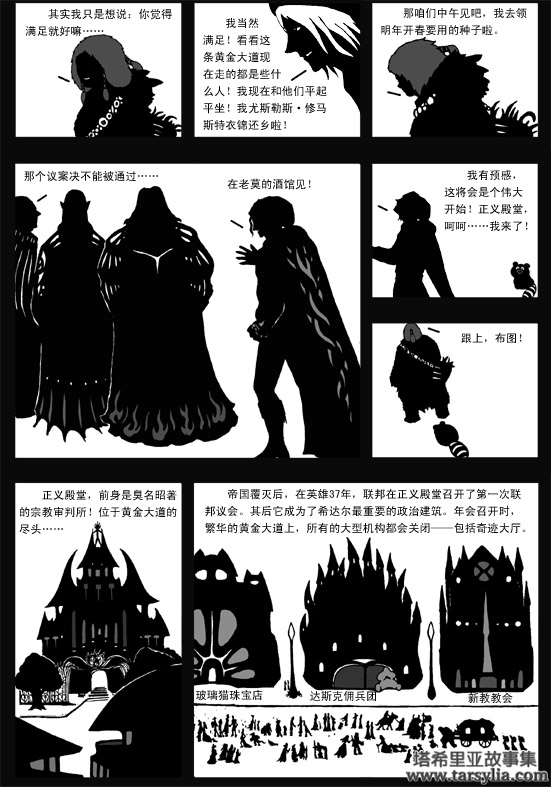 其实我只是想说：你觉得
满足就好嘛……
我当然
满足！看看这
条黄金大道现
在走的都是些什
么人！我现在和他们平起
平坐！我尤斯勒斯·修马
斯特衣锦还乡啦！
那咱们中午见吧，我去领
明年开春要用的种子啦。
那个议案决不能被通过……
在老莫的酒馆见！
我有预感，
这将会是个伟大
开始！正义殿堂，
呵呵……我来了！
跟上，布图！
正义殿堂，前身是臭名昭著
的宗教审判所！位于黄金大道的
尽头……
帝国覆灭后，在英雄37年，联邦在正义殿堂召开了第一次联
邦议会。其后它成为了希达尔最重要的政治建筑。年会召开时，
繁华的黄金大道上，所有的大型机构都会关闭——包括奇迹大厅。
玻璃猫珠宝店
达斯克佣兵团
新教教会
塔希里亚故事集
www.tarsylia.com